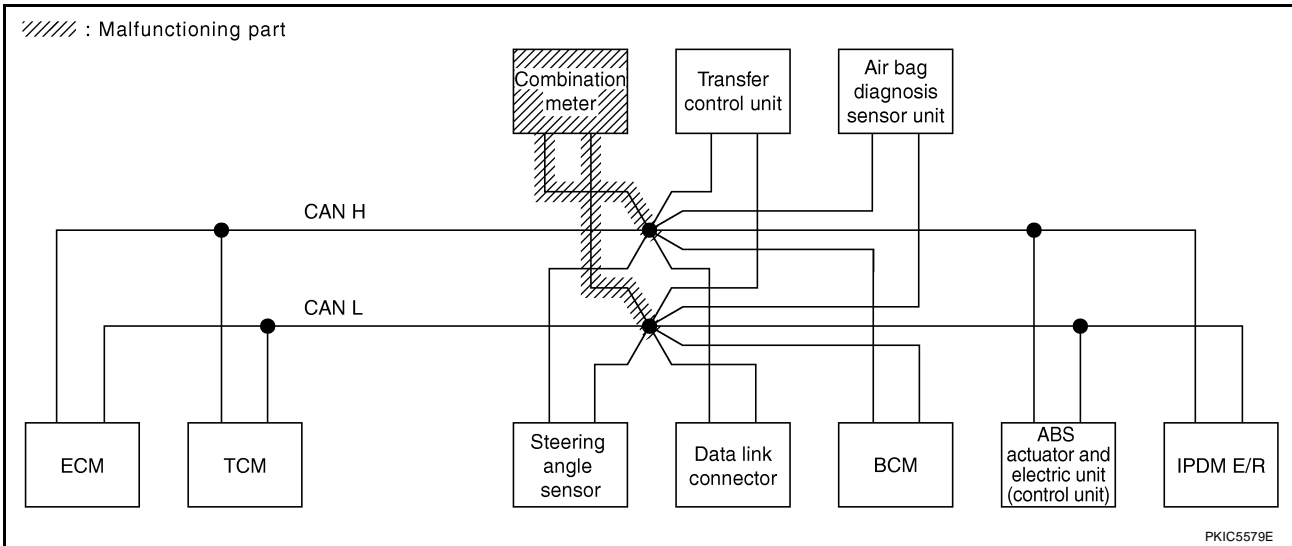 : Malfunctioning part
Combination
meter
Transfer
control unit
Air bag
diagnosis
sensor unit
CAN H
CAN L
ECM
TCM
Steering
angle
sensor
Data link
connector
BCM
ABS
actuator and
electric unit
(control unit)
IPDM E/R
PKIC5579E